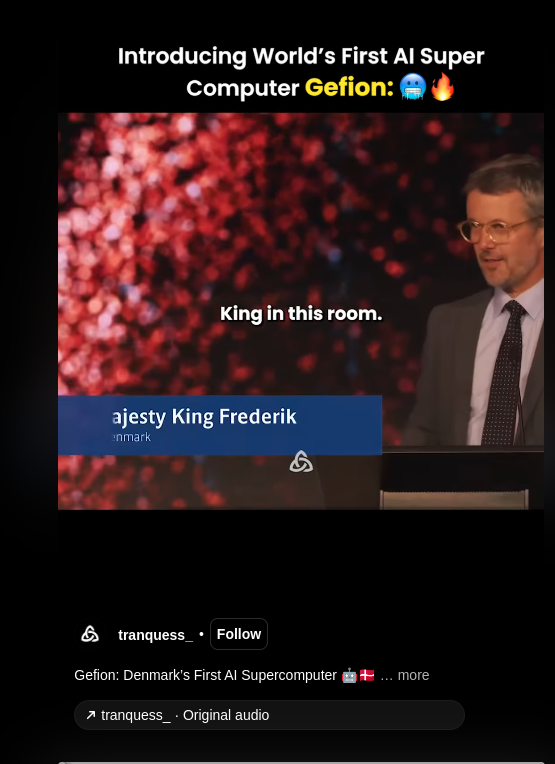 Introducing World's First AI Super
Computer Gefion: 🥶🔥
King in this room.
ajesty King Frederik
enmark
tranquess_ • Follow
Gefion: Denmark's First AI Supercomputer 🤖🇩🇰 … more
tranquess_ · Original audio